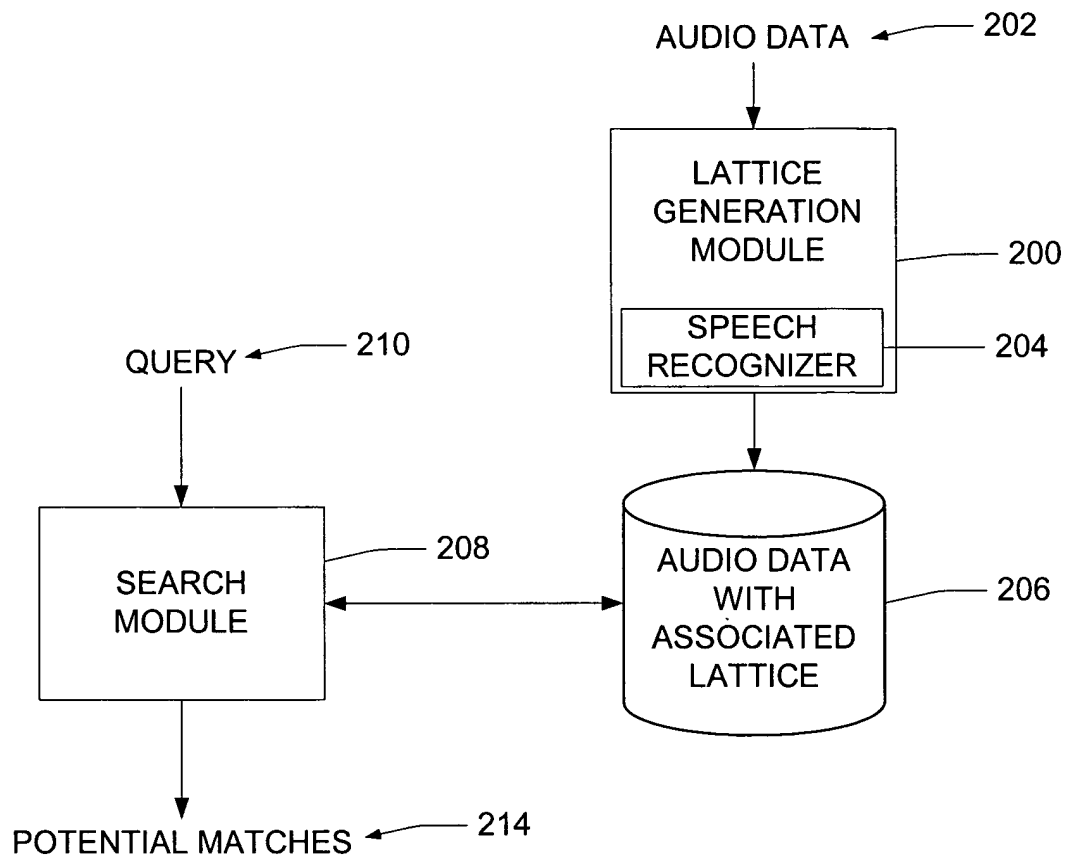 AUDIO DATA
202
LATTICE
GENERATION
MODULE
200
SPEECH
RECOGNIZER
204
QUERY
210
SEARCH
MODULE
208
AUDIO DATA
WITH
ASSOCIATED
LATTICE
206
POTENTIAL MATCHES
214